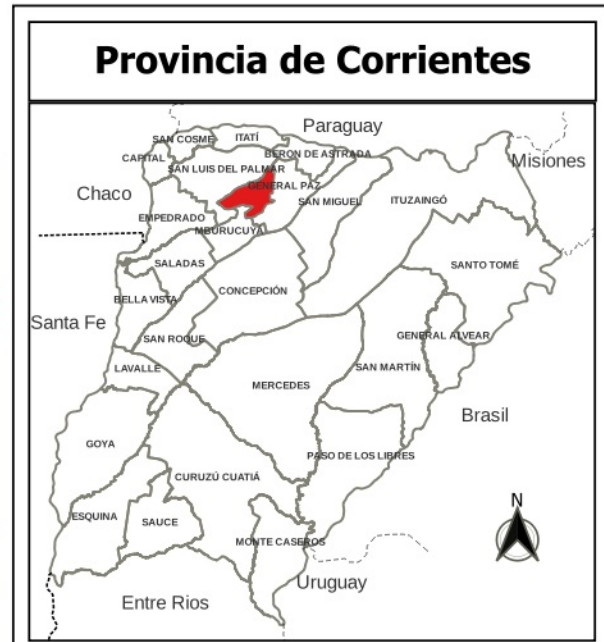 Provincia de Corrientes
Paraguay
SAN COSME
ITATÍ
BERON DE ASTRADA
CAPITAL
Misiones
SAN LUIS DEL PALMAR
GENERAL PAZ
Chaco
SAN MIGUEL
ITUZAINGÓ
EMPEDRADO
MBURUCUYA
SALADAS
SANTO TOMÉ
CONCEPCIÓN
BELLA VISTA
Santa Fe
SAN ROQUE
GENERAL ALVEAR
LAVALLE
SAN MARTÍN
MERCEDES
Brasil
GOYA
PASO DE LOS LIBRES
CURUZÚ CUATIÁ
N
ESQUINA
SAUCE
MONTE CASEROS
Uruguay
Entre Rios